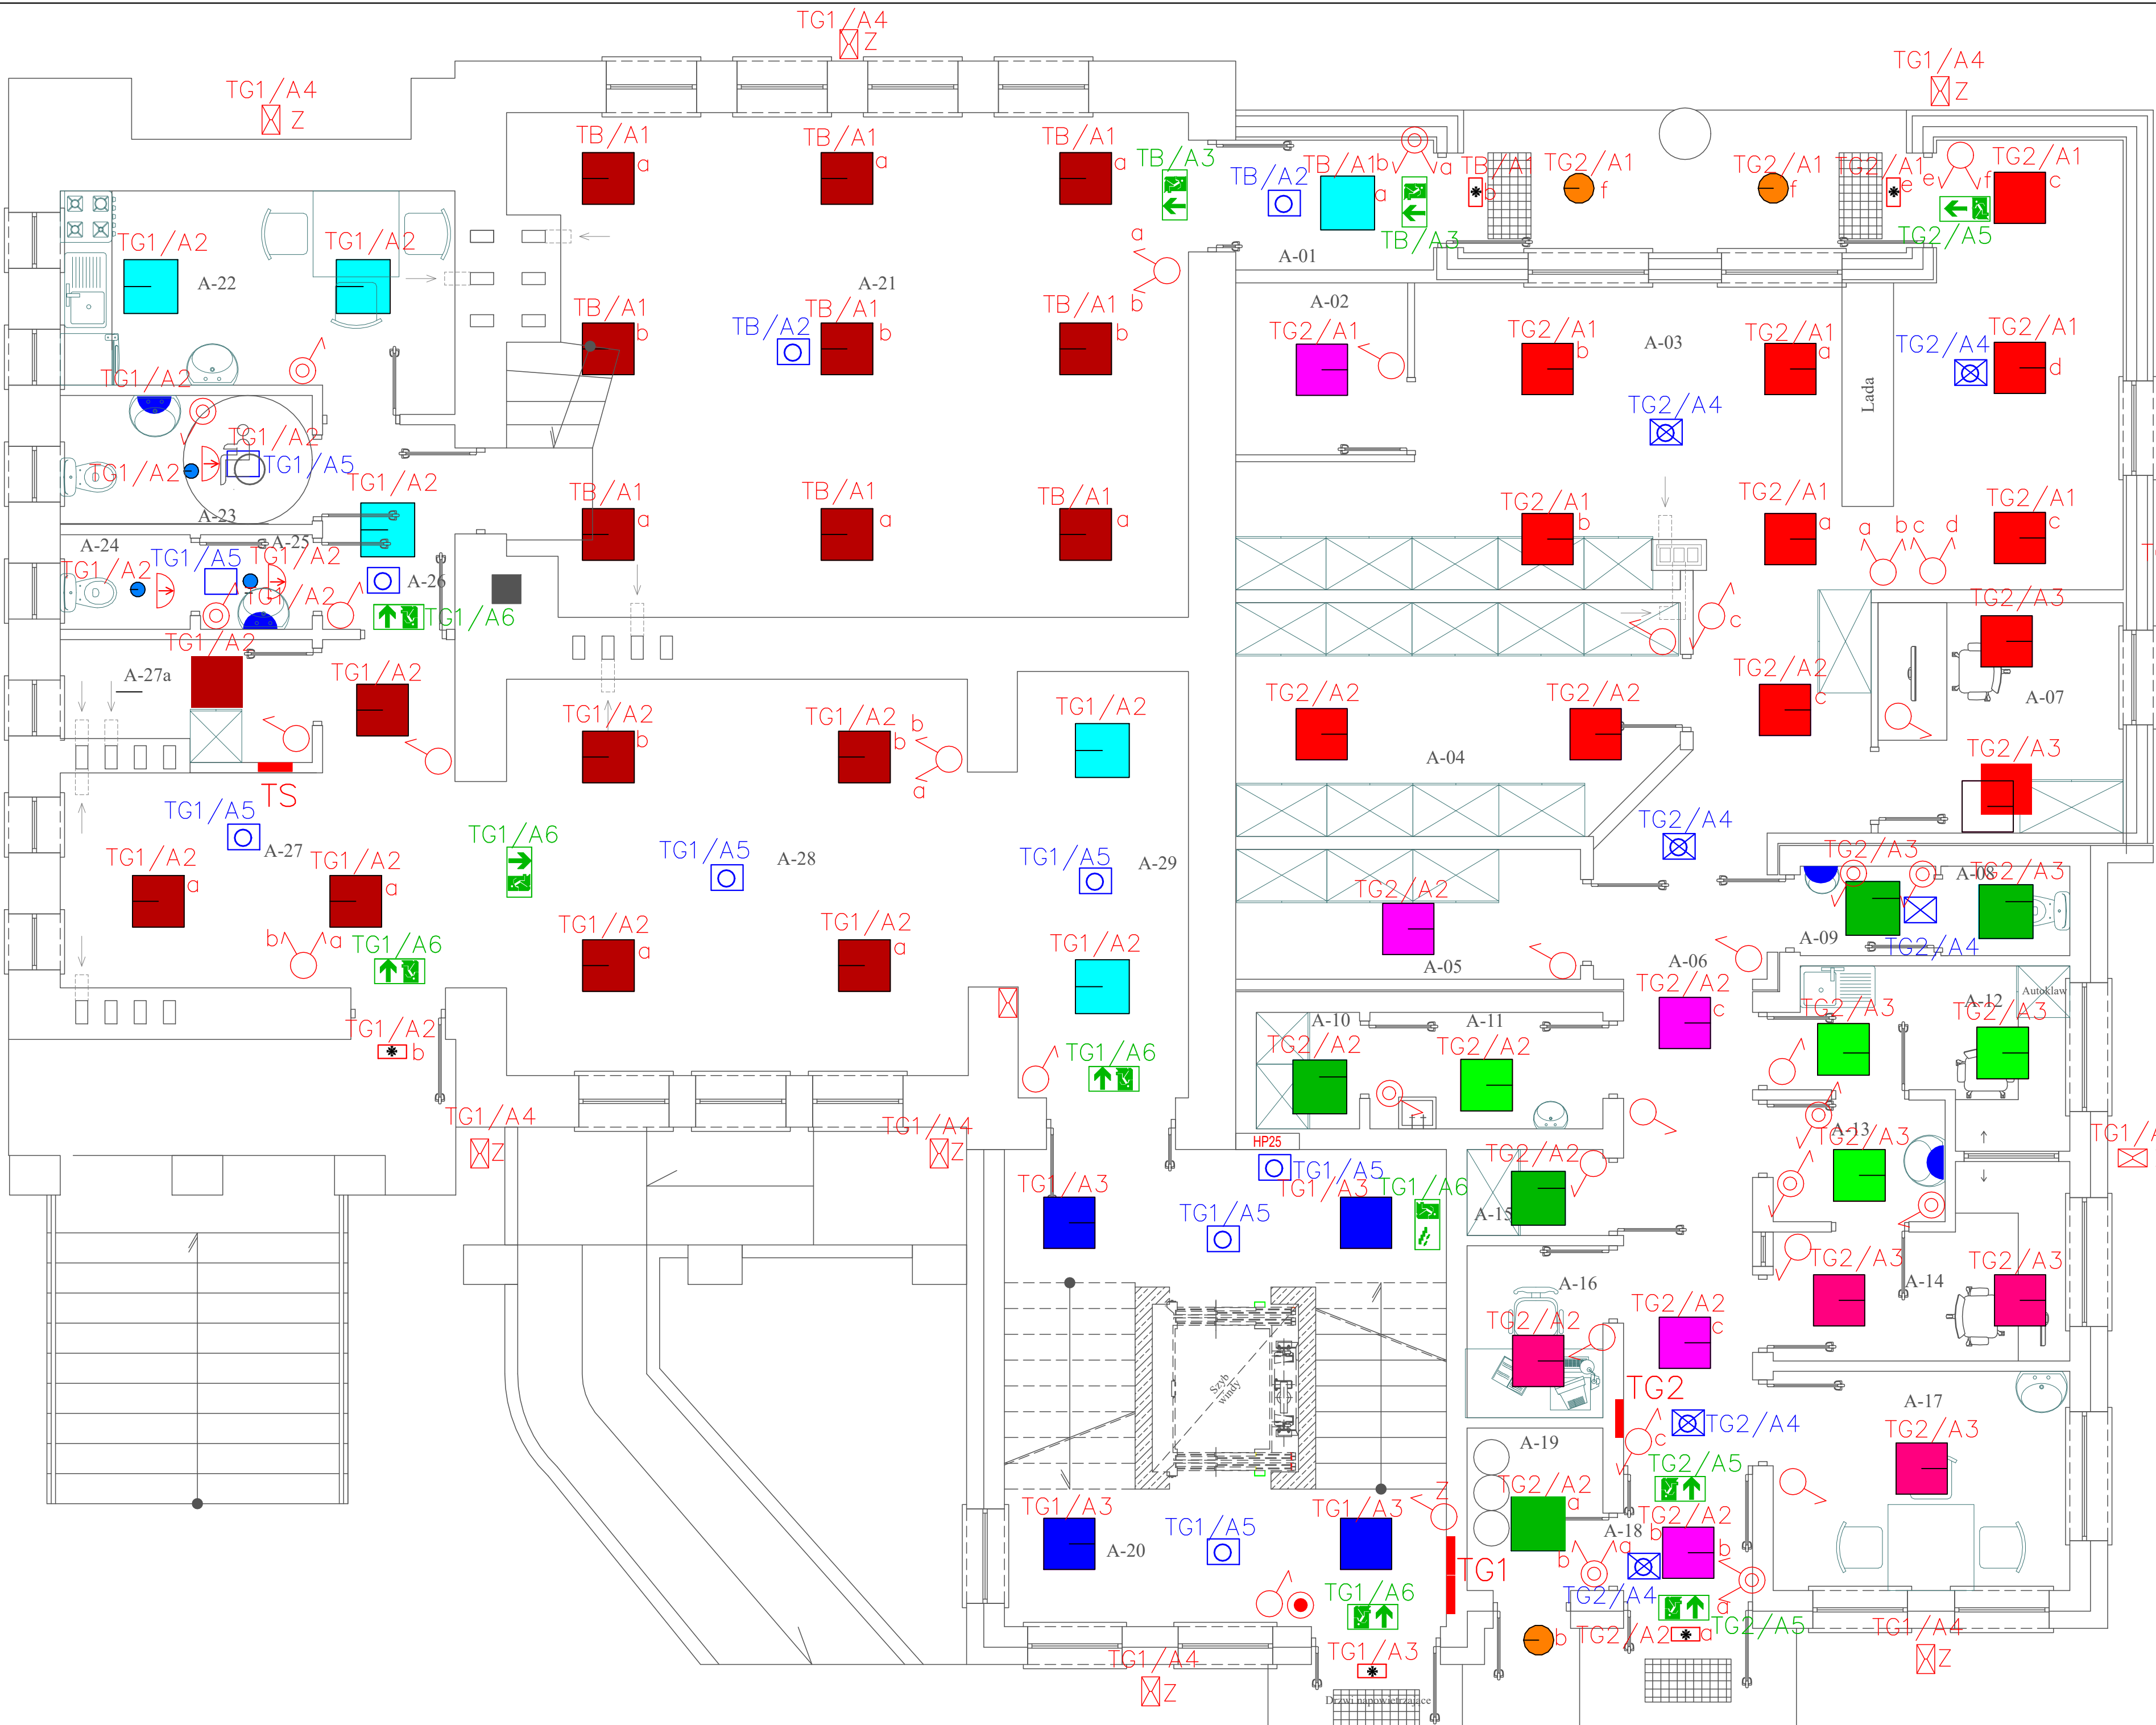 TG1/A4
Z
TG1/A4
Z
TG1/A4
Z
TB/A1
a
TB/A1
a
TB/A1
a
TB/A3
TB/A2
TB/A1
a
b
a
TB/A3
TB/A1
b
TG2/A1
f
TG2/A1
f
TG2/A1
e
e
f
TG2/A1
c
TG2/A5
A-01
TG1/A2
A-22
TG1/A2
A-21
a
b
TB/A1
b
TB/A2
TB/A1
b
TB/A1
b
A-02
TG2/A1
TG2/A1
b
A-03
TG2/A1
a
Lada
TG2/A4
TG2/A1
d
TG2/A4
TG1/A2
TG1/A2
TG1/A2
TG1/A5
TG1/A2
A-23
TB/A1
a
TB/A1
a
TB/A1
a
TG2/A1
b
TG2/A1
a
a
b
c
d
TG2/A1
c
A-24
TG1/A5
A-25
TG1/A2
TG1/A2
TG1/A2
A-26
TG1/A6
c
TG2/A3
A-07
TG1/A2
A-27a
TG1/A2
TS
TG1/A2
b
TG1/A2
b
b
a
TG1/A2
TG2/A2
TG2/A2
A-04
TG2/A2
c
TG2/A3
TG1/A5
A-27
TG1/A6
TG1/A5
A-28
TG1/A5
A-29
TG2/A4
TG1/A2
a
TG1/A2
a
b
a
TG1/A6
TG1/A2
a
TG1/A2
a
TG1/A2
TG2/A2
A-05
TG2/A3
A-08
TG2/A3
A-09
TG2/A4
A-06
TG2/A2
c
TG1/A2
b
TG1/A6
A-10
TG2/A2
A-11
TG2/A2
TG2/A3
A-12
TG2/A3
Autoklaw
TG1/A4
Z
TG1/A4
Z
HP25
TG1/A5
TG1/A3
TG1/A5
TG1/A3
TG1/A6
TG2/A2
A-15
A-13
TG2/A3
TG1/A
A-16
TG2/A2
TG2/A2
c
TG2/A3
A-14
TG2/A3
Szyb
windy
TG2
TG2/A4
c
A-17
TG2/A3
A-19
TG2/A2
a
TG2/A5
TG1/A3
TG1/A5
A-20
TG1/A3
Z
TG1
A-18
TG2/A2
b
b
b
a
TG2/A4
a
TG1/A6
TG2/A5
b
TG2/A2
a
TG1/A4
Z
TG1/A4
Z
TG1/A3
Drzwi napowietrzające